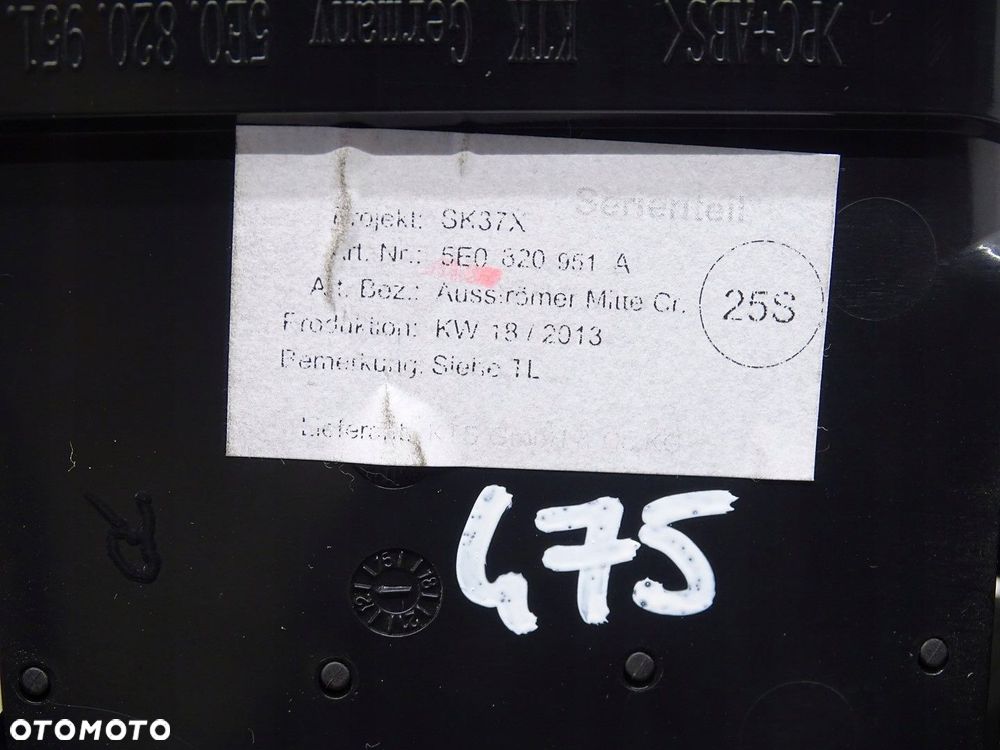 >PC+ABS< KTK Germany 5E0. 820. 951.
Serienteil
Projekt: SK37X
Art. Nr.: 5E0 820 951 A
Art. Bez.: Ausströmer Mitte Cr.
25S
Produktion: KW 18 / 2013
Bemerkung: Siehe TL
Lieferant:
475
OTOMOTO